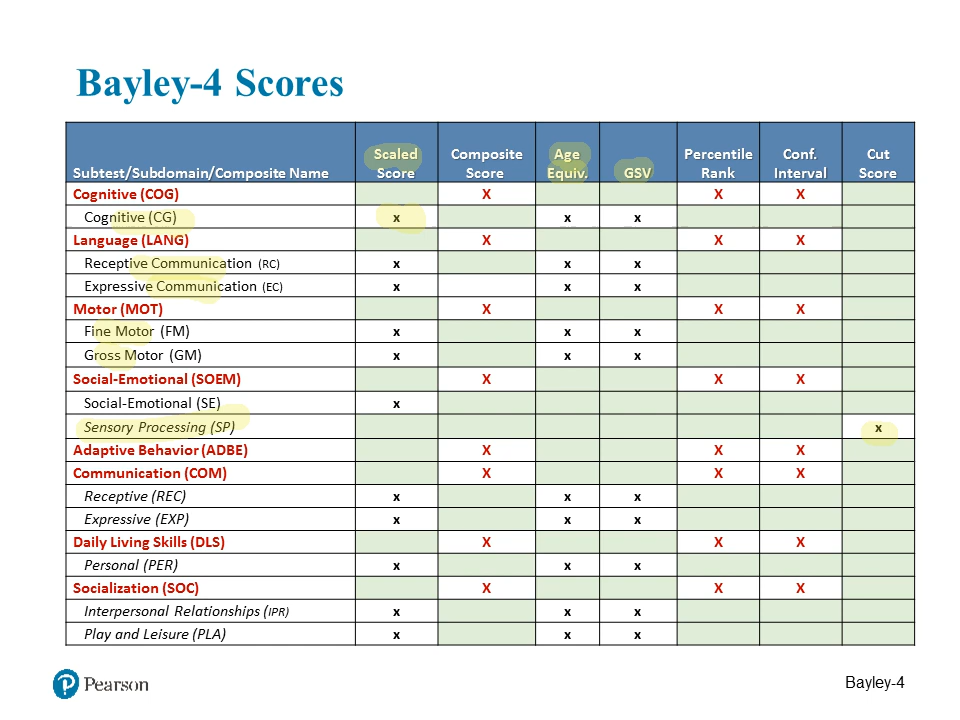 Bayley-4 Scores
Subtest/Subdomain/Composite Name Scaled Score Composite Score Age Equiv. GSV Percentile Rank Conf. Interval Cut Score
Cognitive (COG) X X X
Cognitive (CG) x x x
Language (LANG) X X X
Receptive Communication (RC) x x x
Expressive Communication (EC) x x x
Motor (MOT) X X X
Fine Motor (FM) x x x
Gross Motor (GM) x x x
Social-Emotional (SOEM) X X X
Social-Emotional (SE) x
Sensory Processing (SP) x
Adaptive Behavior (ADBE) X X X
Communication (COM) X X X
Receptive (REC) x x x
Expressive (EXP) x x x
Daily Living Skills (DLS) X X X
Personal (PER) x x x
Socialization (SOC) X X X
Interpersonal Relationships (IPR) x x x
Play and Leisure (PLA) x x x
Pearson
Bayley-4